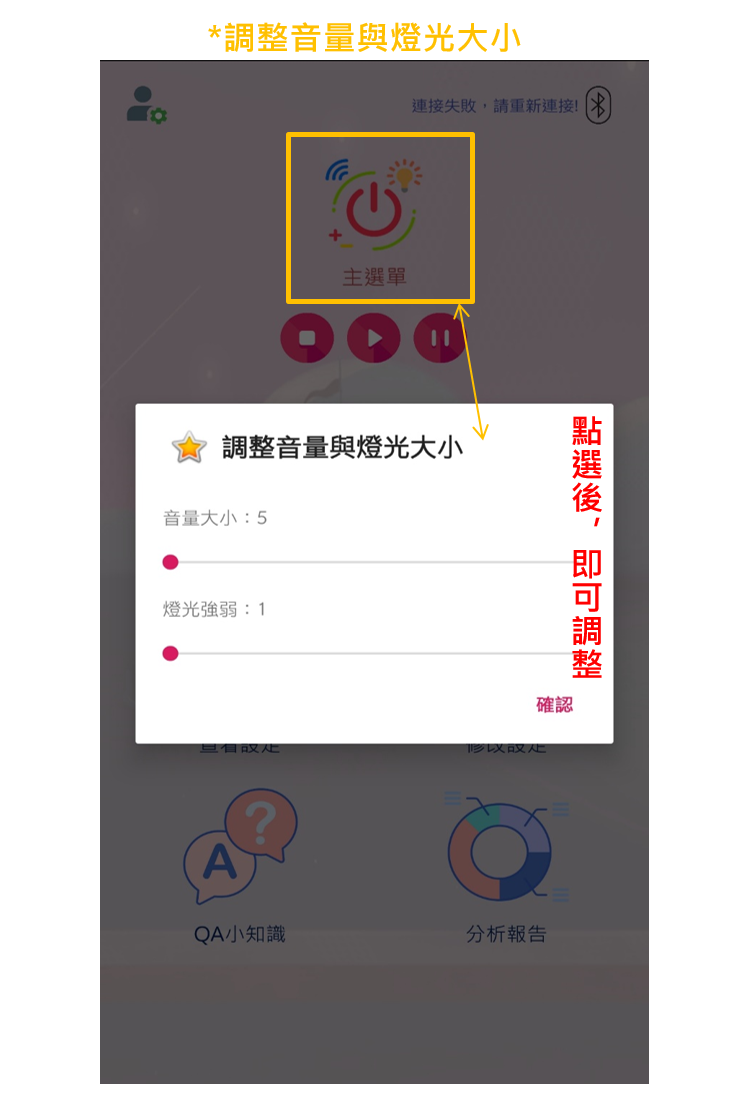 *調整音量與燈光大小
連接失敗，請重新連接!
主選單
調整音量與燈光大小
點選後，即可調整
音量大小：5
燈光強弱：1
確認
查看設定
修改設定
A
?
QA小知識
分析報告